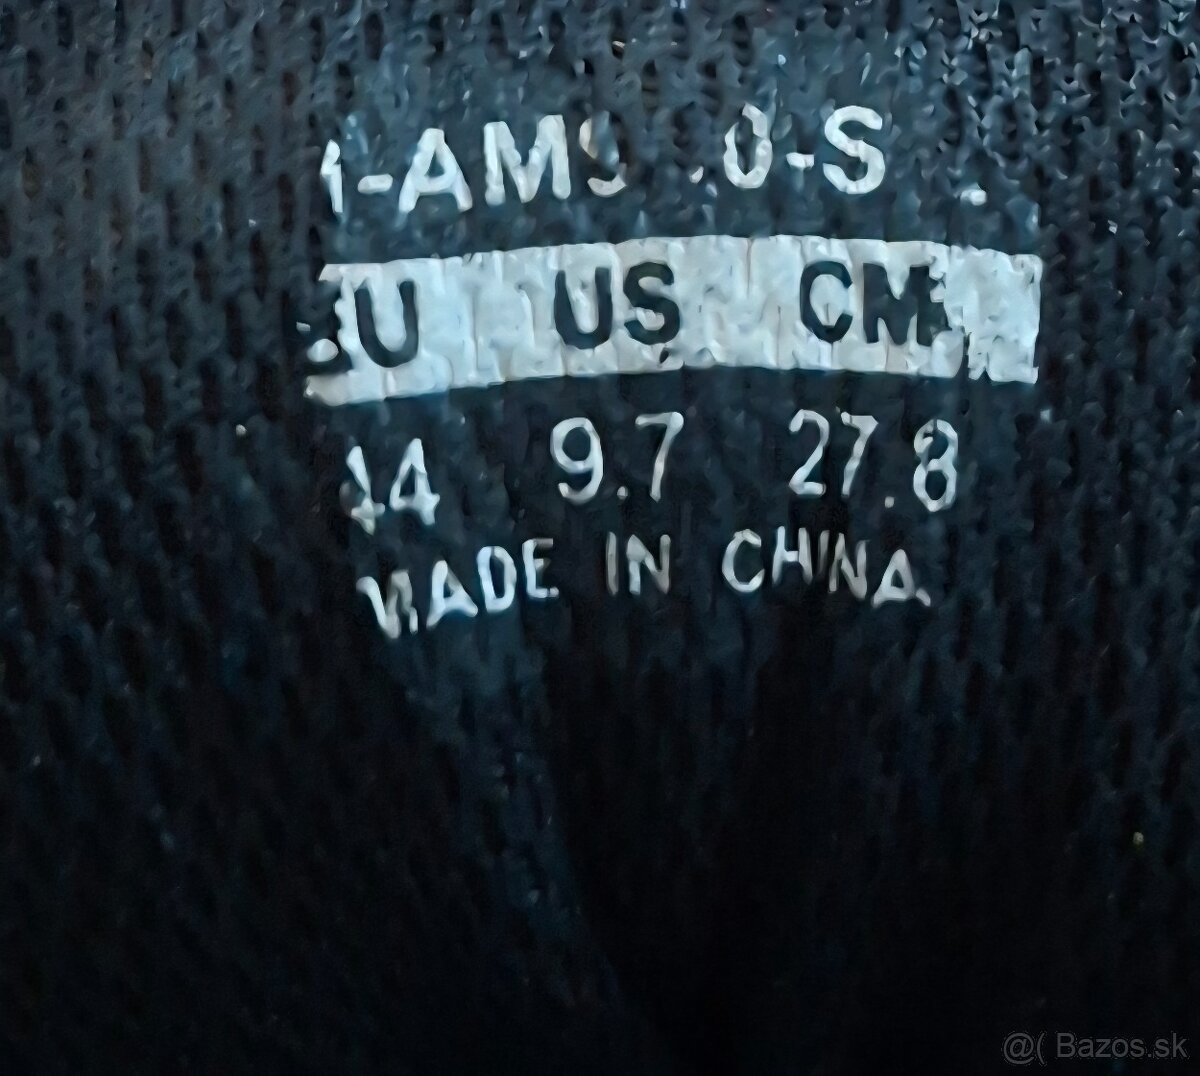 EU US CM
44 9.7 27.8
MADE IN CHINA
@( Bazos.sk